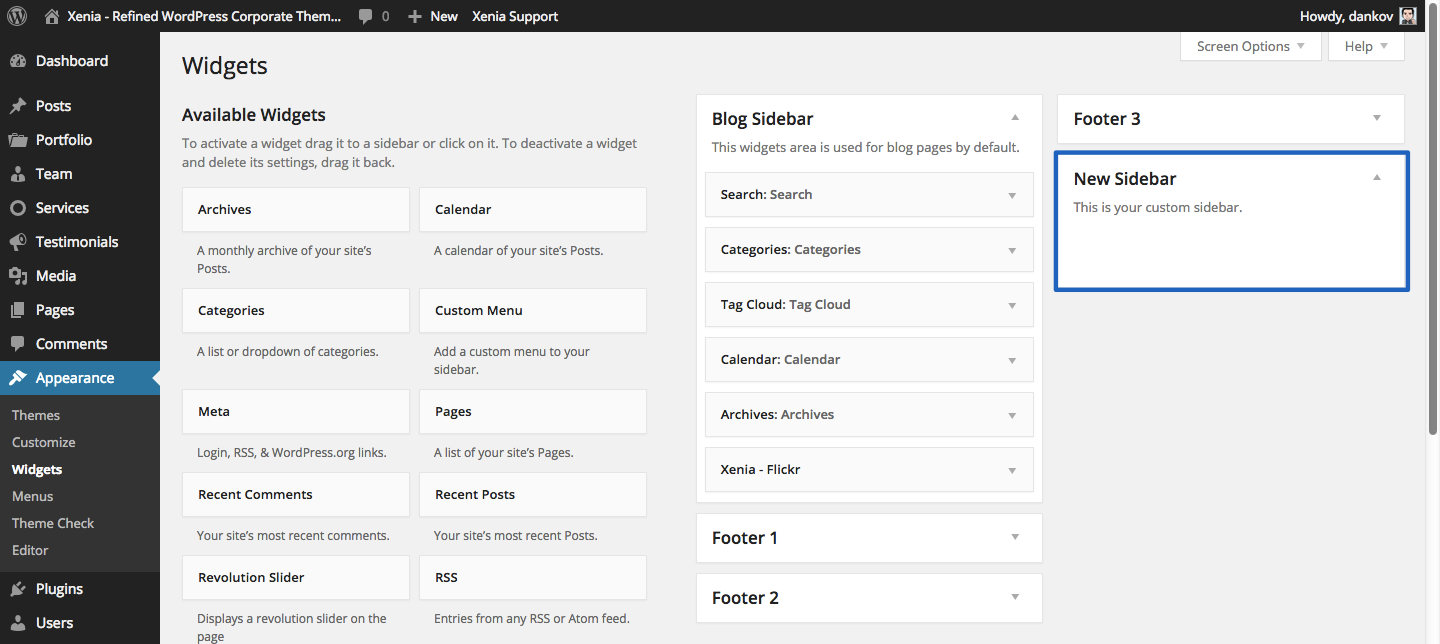 Xenia - Refined WordPress Corporate Them...
0
New
Xenia Support
Howdy, dankov
Dashboard
Posts
Portfolio
Team
Services
Testimonials
Media
Pages
Comments
Appearance
Themes
Customize
Widgets
Menus
Theme Check
Editor
Plugins
Users
Screen Options
Help
Widgets
Available Widgets
To activate a widget drag it to a sidebar or click on it. To deactivate a widget
and delete its settings, drag it back.
Archives
A monthly archive of your site’s
Posts.
Calendar
A calendar of your site’s Posts.
Categories
A list or dropdown of categories.
Custom Menu
Add a custom menu to your
sidebar.
Meta
Login, RSS, & WordPress.org links.
Pages
A list of your site’s Pages.
Recent Comments
Your site’s most recent comments.
Recent Posts
Your site’s most recent Posts.
Revolution Slider
Displays a revolution slider on the
page
RSS
Entries from any RSS or Atom feed.
Blog Sidebar
This widgets area is used for blog pages by default.
Search: Search
Categories: Categories
Tag Cloud: Tag Cloud
Calendar: Calendar
Archives: Archives
Xenia - Flickr
Footer 1
Footer 2
Footer 3
New Sidebar
This is your custom sidebar.